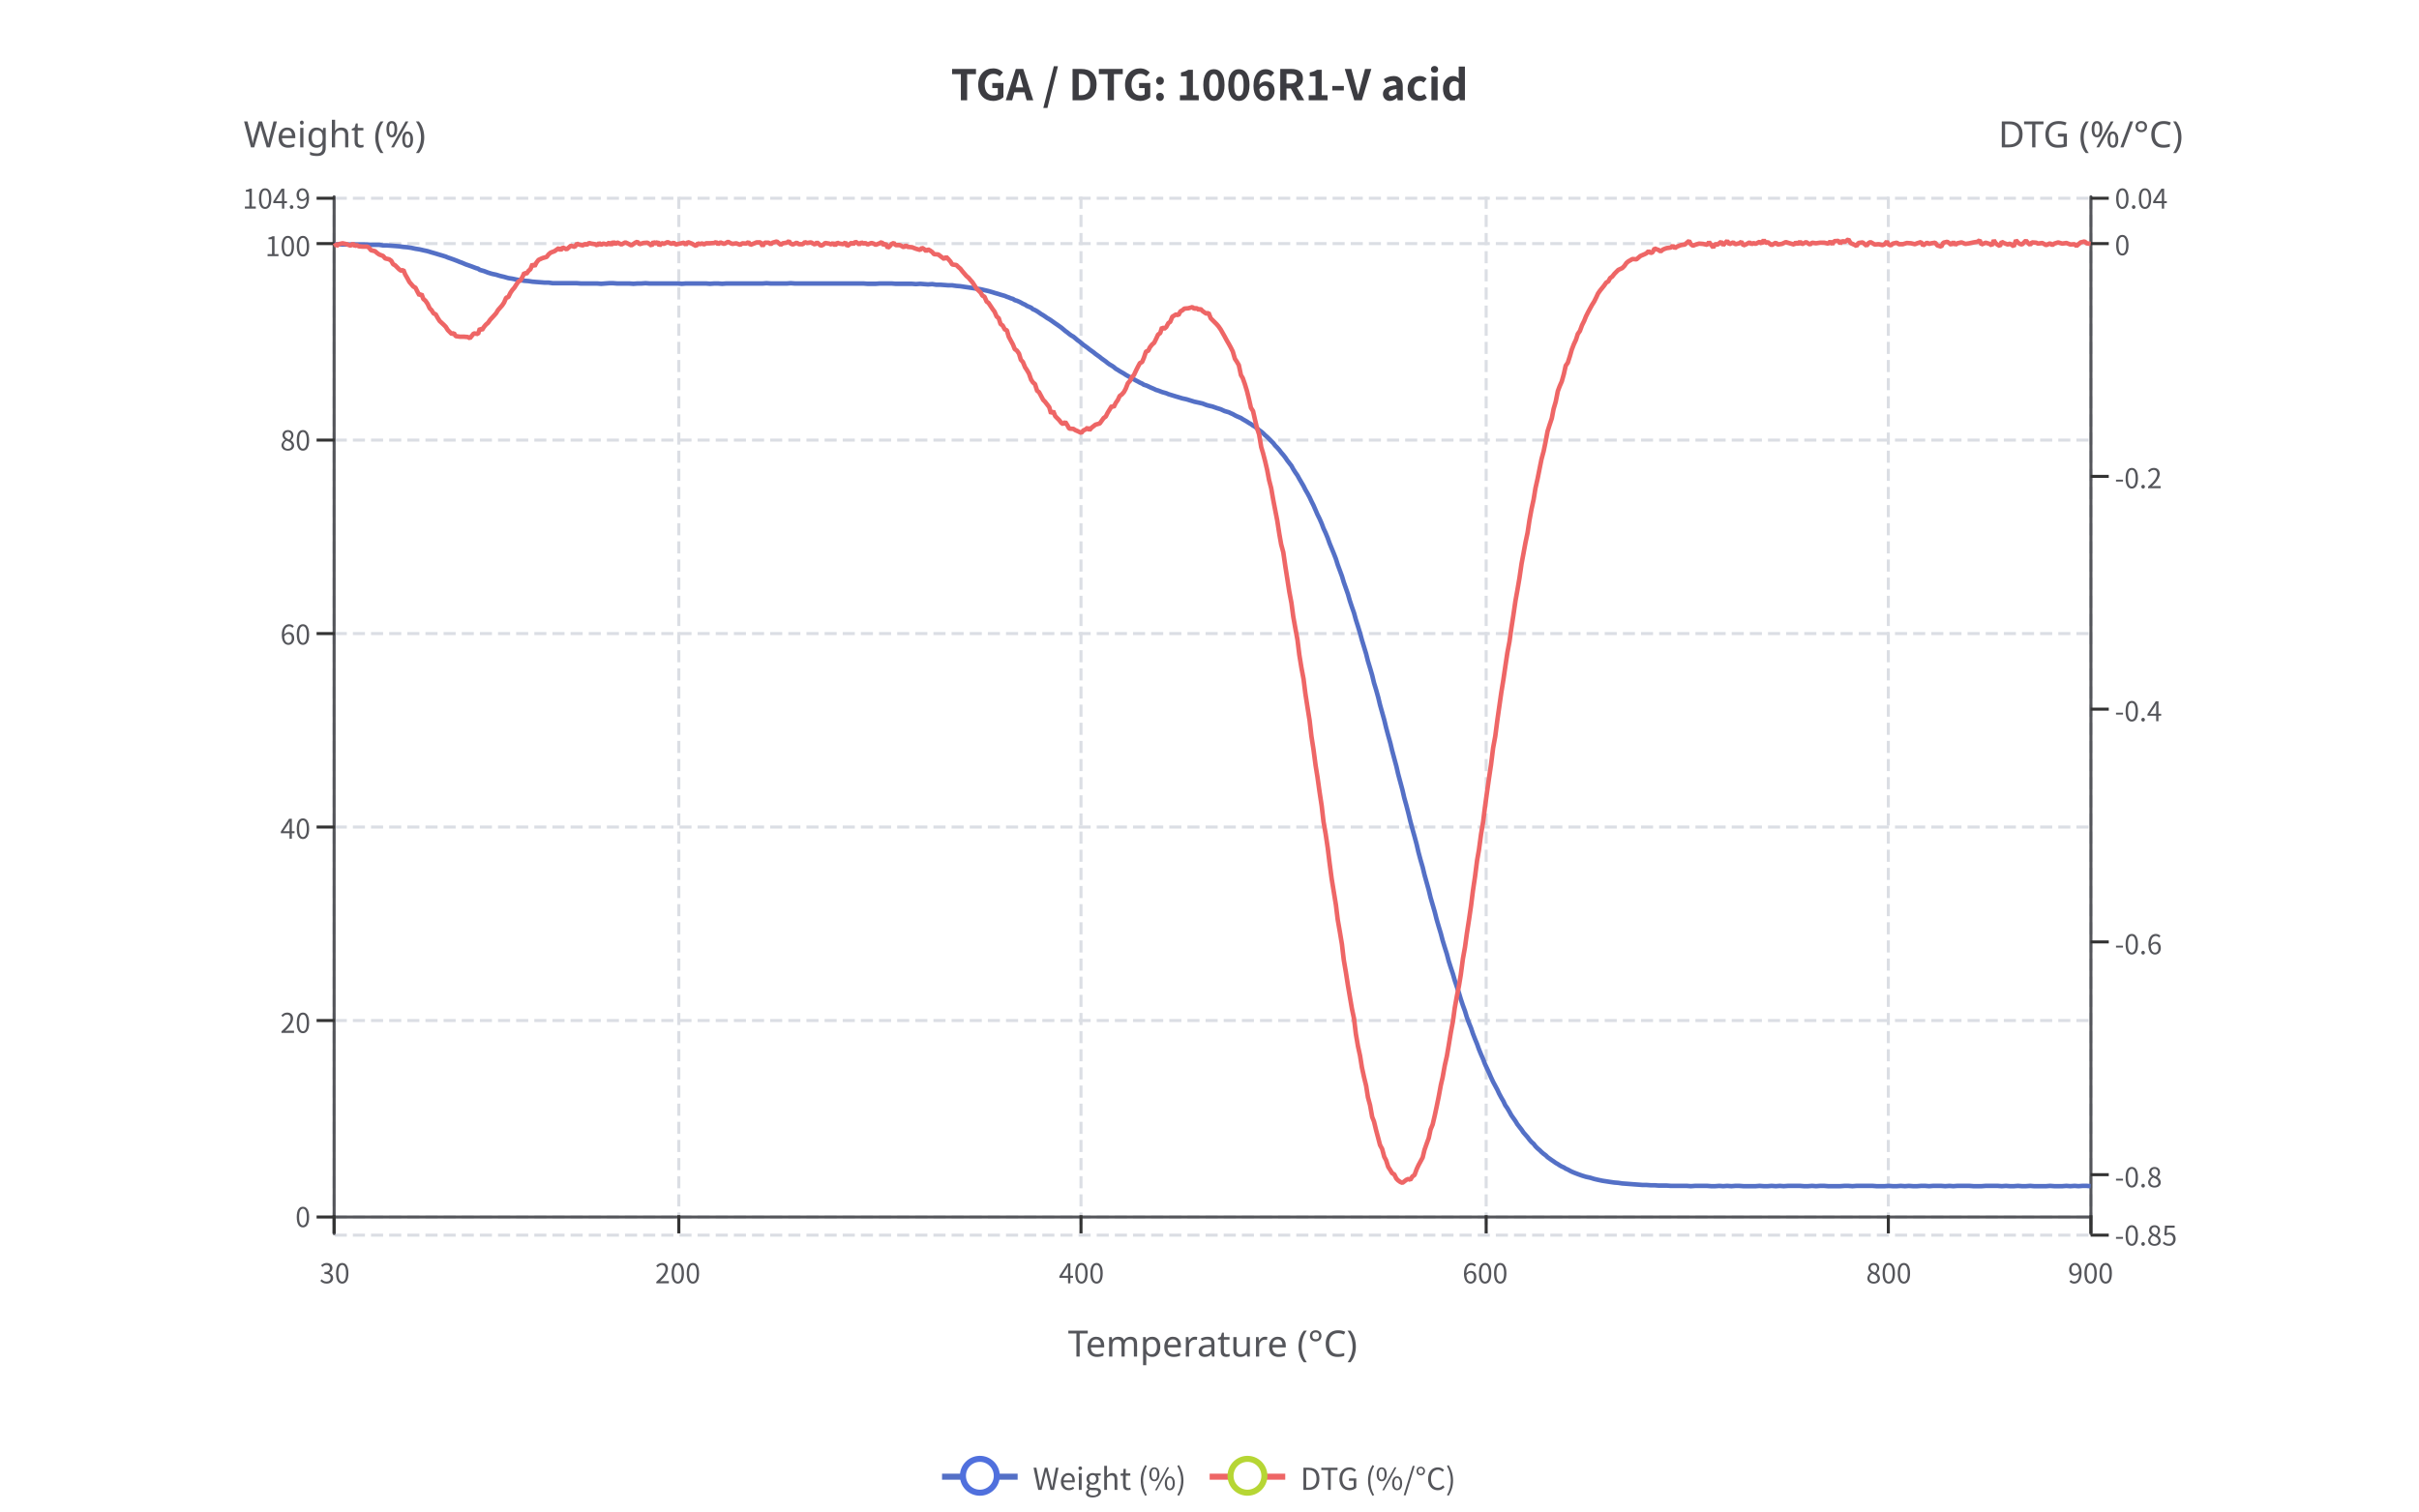 TGA // DTG: 1006R1-V acid
Weight (%)
DTG (%/°C)
104.9
100
80
60
40
20
0
0.04
0
-0.2
-0.4
-0.6
-0.8
-0.85
30 200 400 600 800 900
Temperature (°C)
Weight (%) DTG (%/°C)